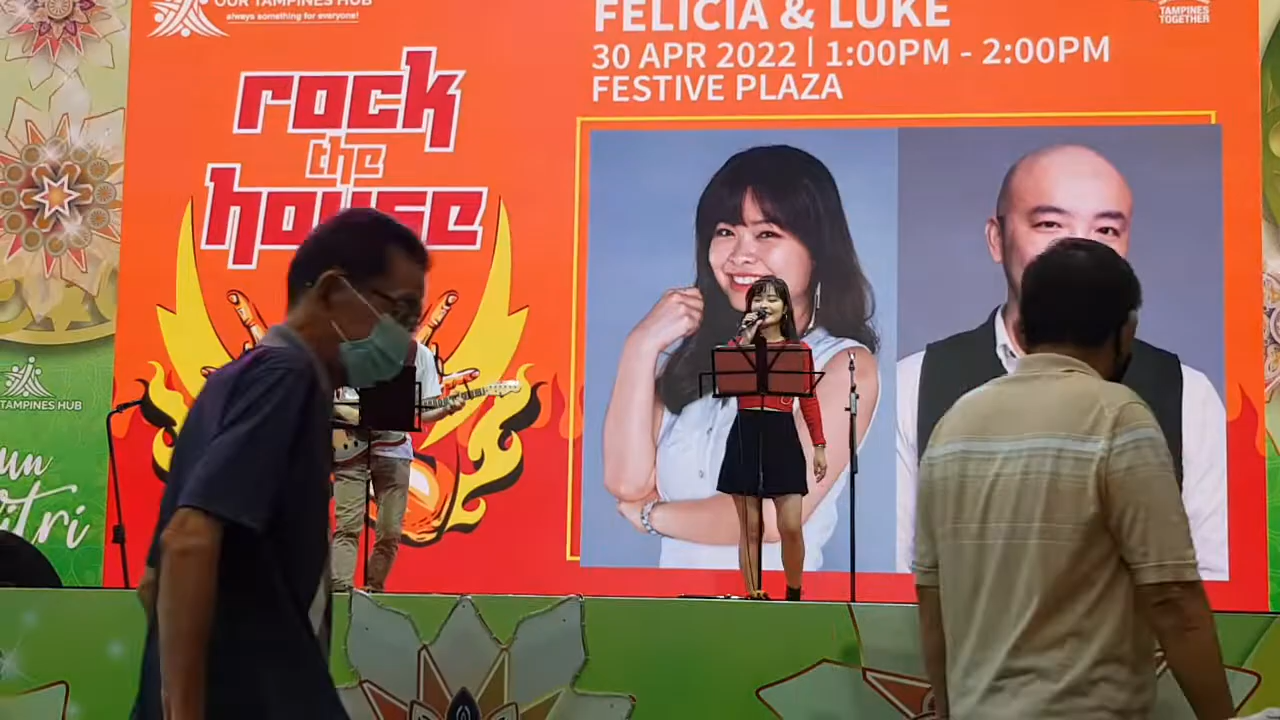 OUR TAMPINES HUB
always something for everyone!
FELICIA & LUKE
30 APR 2022 | 1:00PM - 2:00PM
FESTIVE PLAZA
TAMPINES
TOGETHER
rock
the
house
TAMPINES HUB
itri